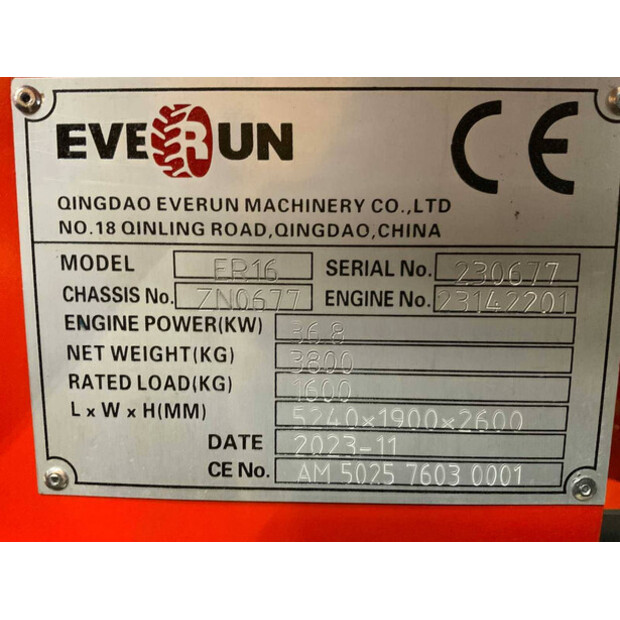 EVERUN CE
QINGDAO EVERUN MACHINERY CO.,LTD
NO.18 QINLING ROAD,QINGDAO,CHINA
MODEL ER16 SERIAL No. 230677
CHASSIS No. ZN0677 ENGINE No. 23142201
ENGINE POWER(KW) 36.8
NET WEIGHT(KG) 3800
RATED LOAD(KG) 1600
L x W x H(MM) 5240x1900x2600
DATE 2023-11
CE No. AM 5025 7603 0001